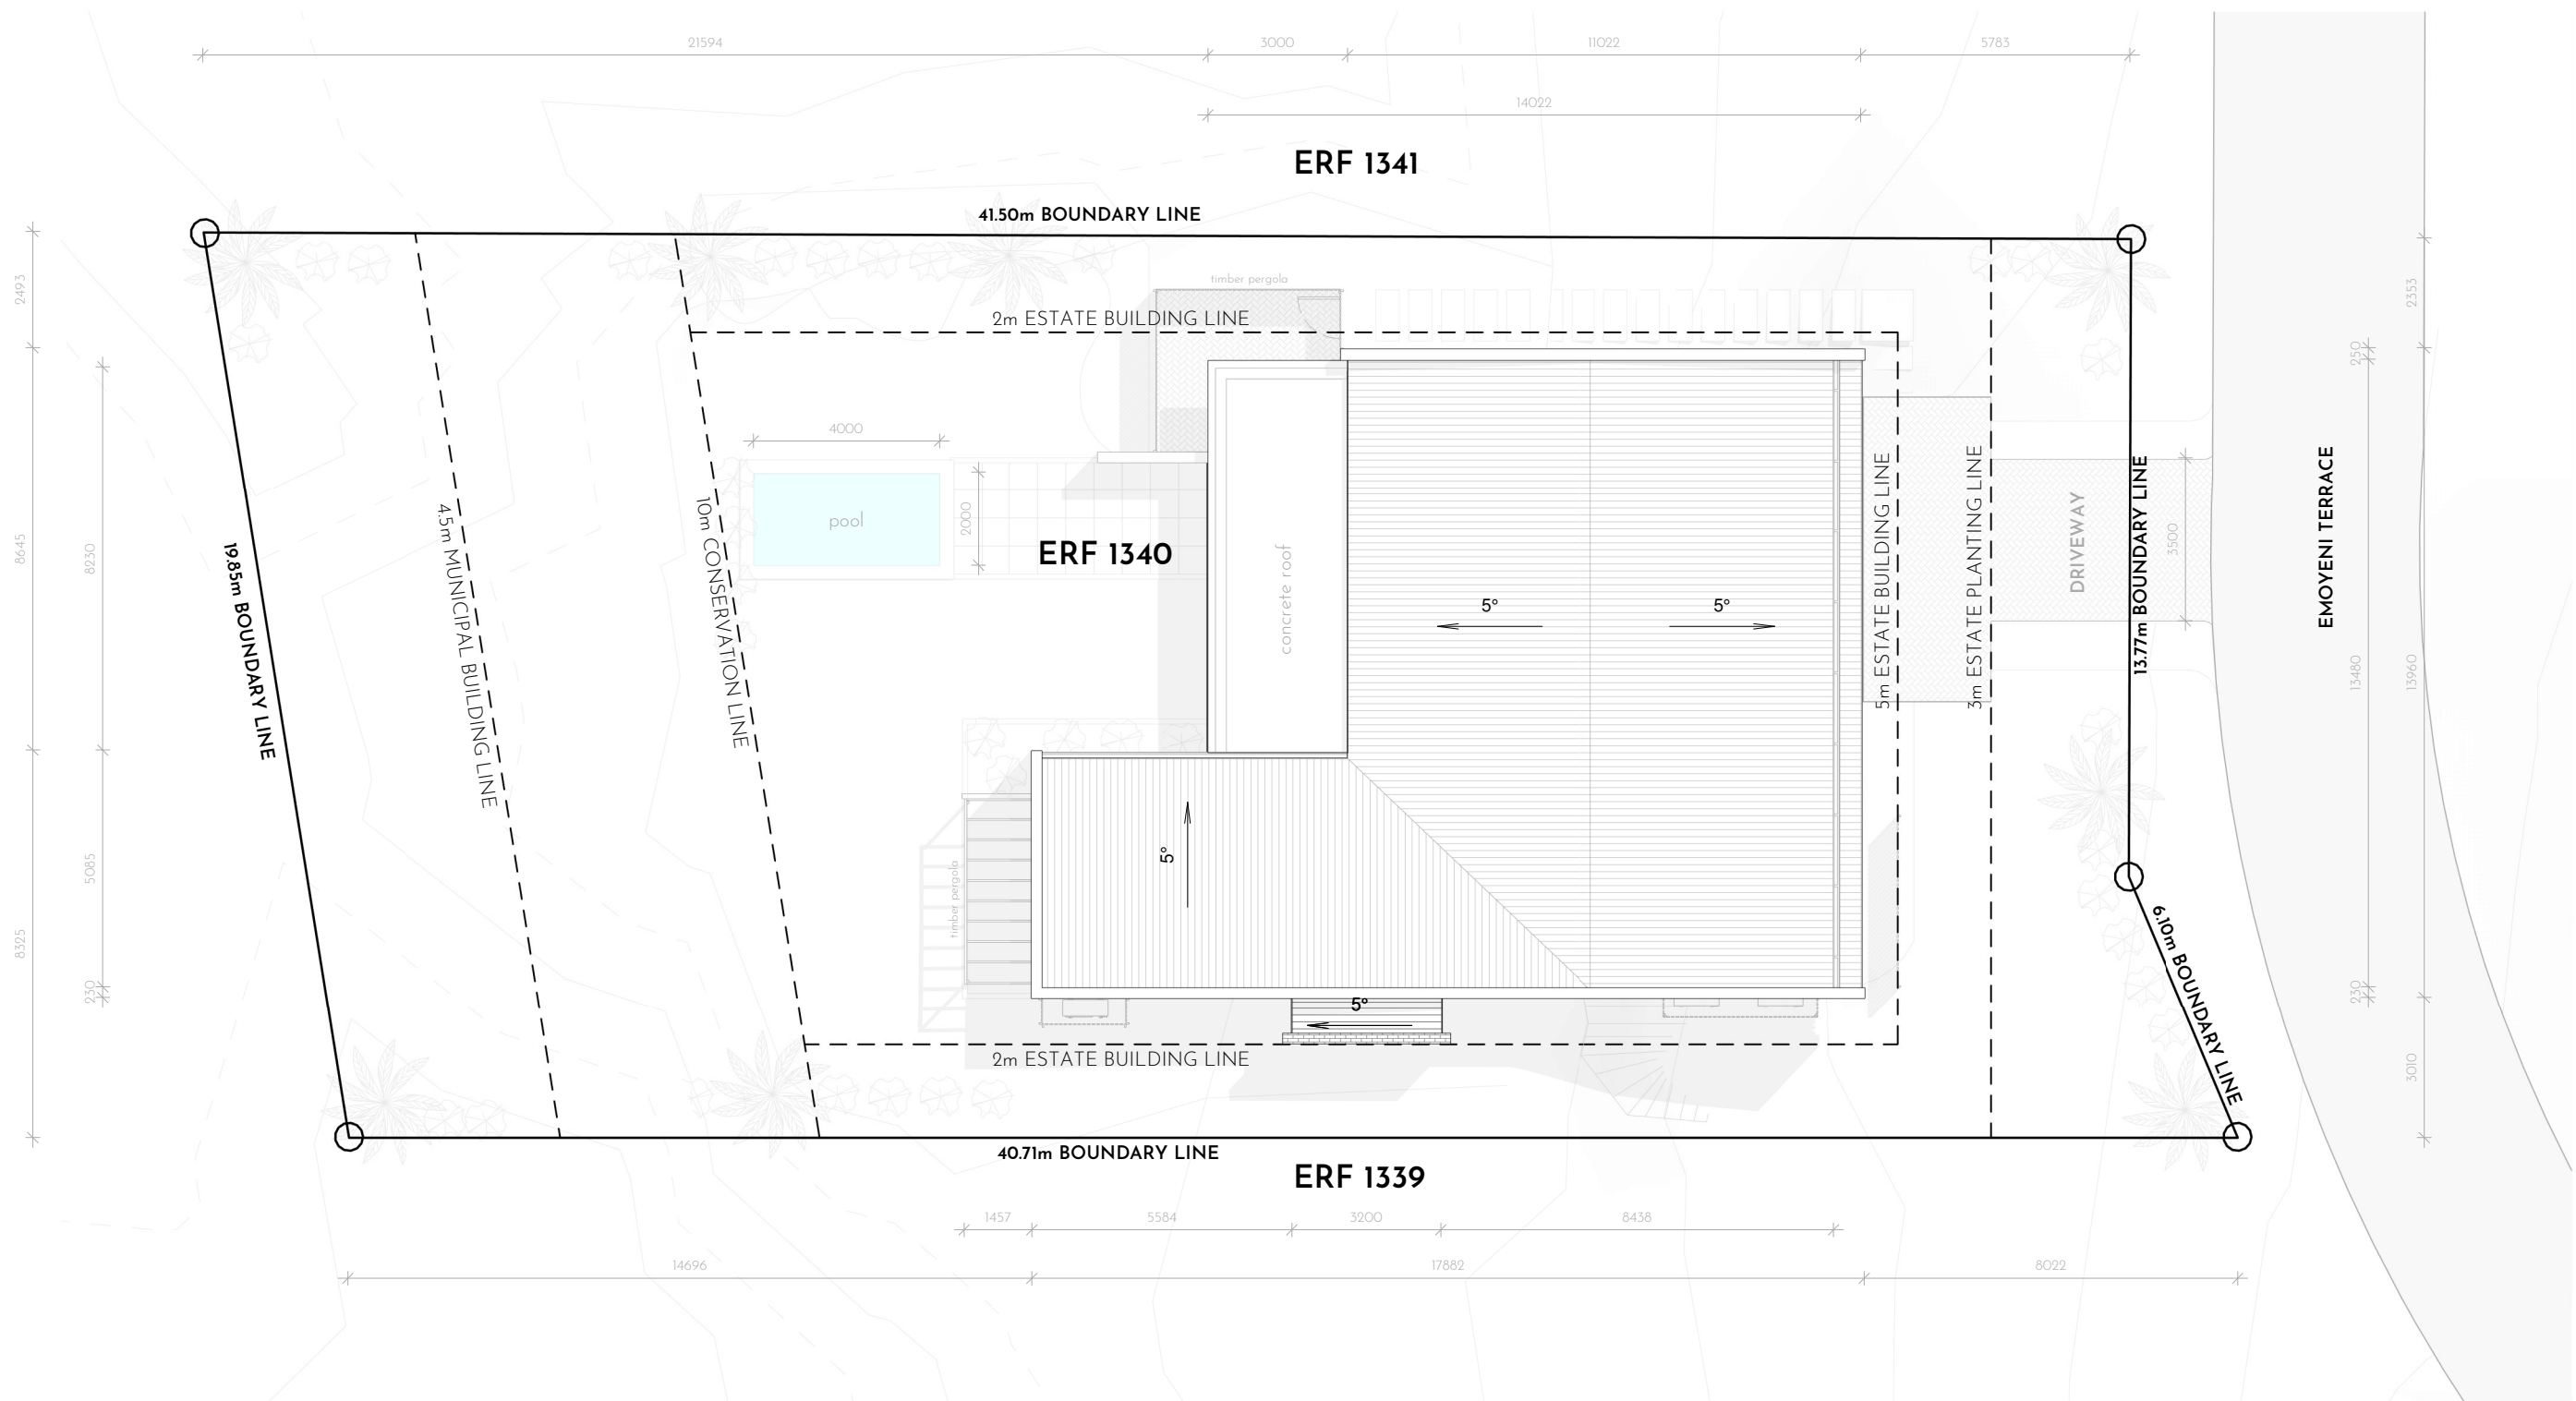 21594
3000
11022
5783
14022
ERF 1341
41.50m BOUNDARY LINE
timber pergola
2m ESTATE BUILDING LINE
2493
8645
8325
8230
5085
230
19.85m BOUNDARY LINE
4.5m MUNICIPAL BUILDING LINE
10m CONSERVATION LINE
4000
pool
2000
ERF 1340
concrete roof
5°
5°
5°
5°
timber pergola
5m ESTATE BUILDING LINE
3m ESTATE PLANTING LINE
DRIVEWAY
13.77m BOUNDARY LINE
3500
6.10m BOUNDARY LINE
EMOYENI TERRACE
250
13480
230
2353
13960
3010
2m ESTATE BUILDING LINE
40.71m BOUNDARY LINE
ERF 1339
1457
5584
3200
8438
14696
17882
8022